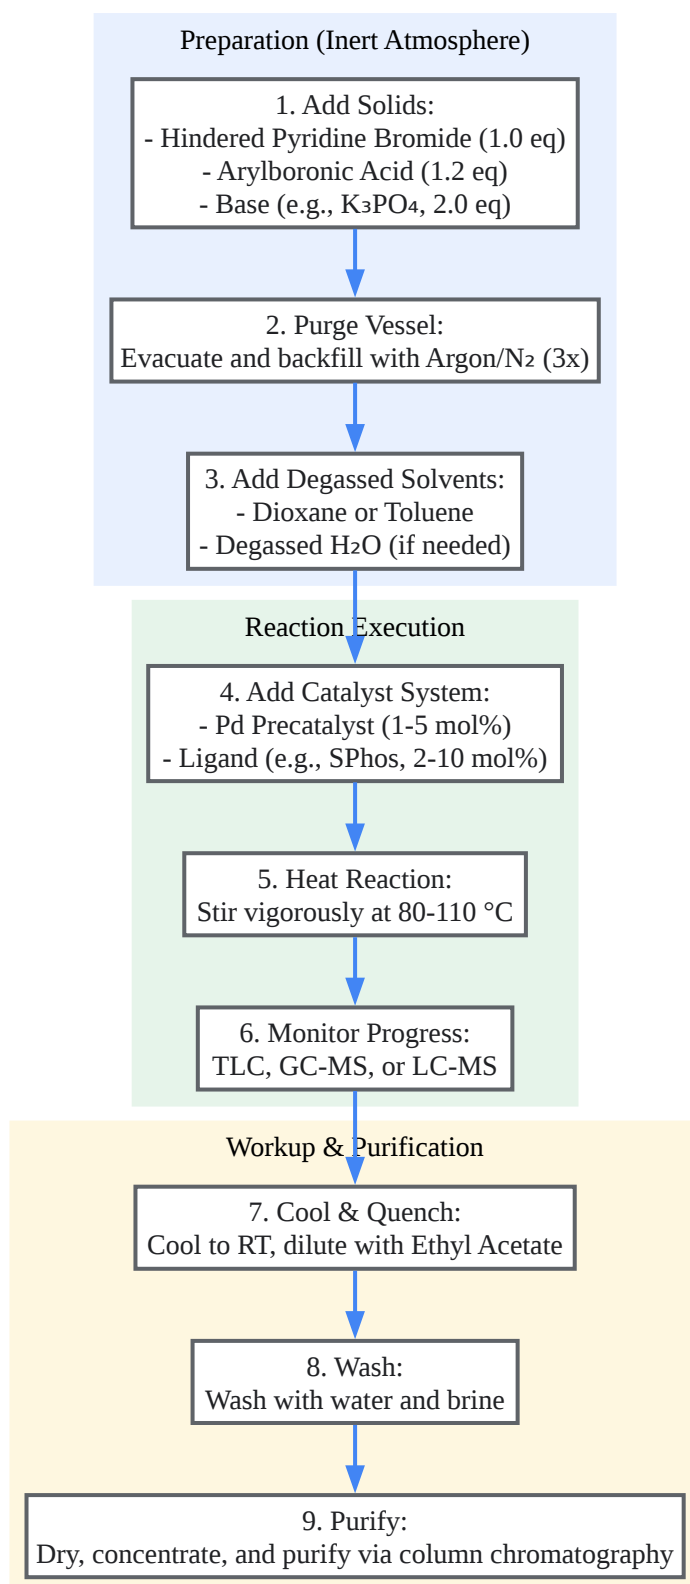 Preparation (Inert Atmosphere)
1. Add Solids:
- Hindered Pyridine Bromide (1.0 eq)
- Arylboronic Acid (1.2 eq)
- Base (e.g., K₃PO₄, 2.0 eq)
2. Purge Vessel:
Evacuate and backfill with Argon/N₂ (3x)
3. Add Degassed Solvents:
- Dioxane or Toluene
- Degassed H₂O (if needed)
Reaction Execution
4. Add Catalyst System:
- Pd Precatalyst (1-5 mol%)
- Ligand (e.g., SPhos, 2-10 mol%)
5. Heat Reaction:
Stir vigorously at 80-110 °C
6. Monitor Progress:
TLC, GC-MS, or LC-MS
Workup & Purification
7. Cool & Quench:
Cool to RT, dilute with Ethyl Acetate
8. Wash:
Wash with water and brine
9. Purify:
Dry, concentrate, and purify via column chromatography